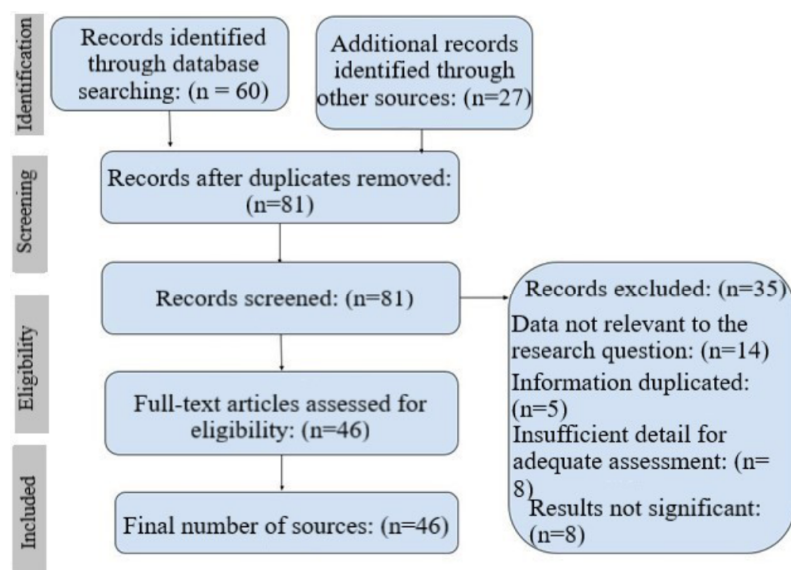 Identification
Records identified
through database
searching: (n = 60)
Additional records
identified through
other sources: (n=27)
Screening
Records after duplicates removed:
(n=81)
Records screened: (n=81)
Records excluded: (n=35)
Data not relevant to the
research question: (n=14)
Information duplicated:
(n=5)
Insufficient detail for
adequate assessment: (n=
8)
Results not significant:
(n=8)
Eligibility
Full-text articles assessed for
eligibility: (n=46)
Included
Final number of sources: (n=46)